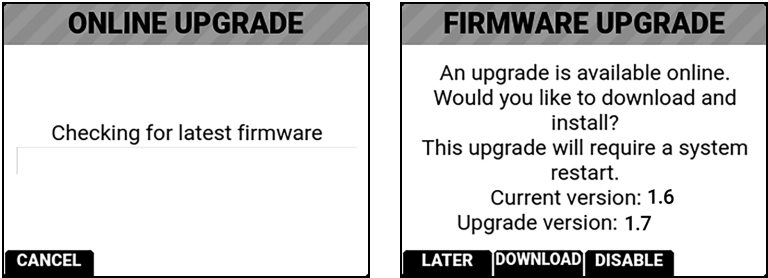 ONLINE UPGRADE
Checking for latest firmware
CANCEL
FIRMWARE UPGRADE
An upgrade is available online.
Would you like to download and
install?
This upgrade will require a system
restart.
Current version: 1.6
Upgrade version: 1.7
LATER DOWNLOAD DISABLE